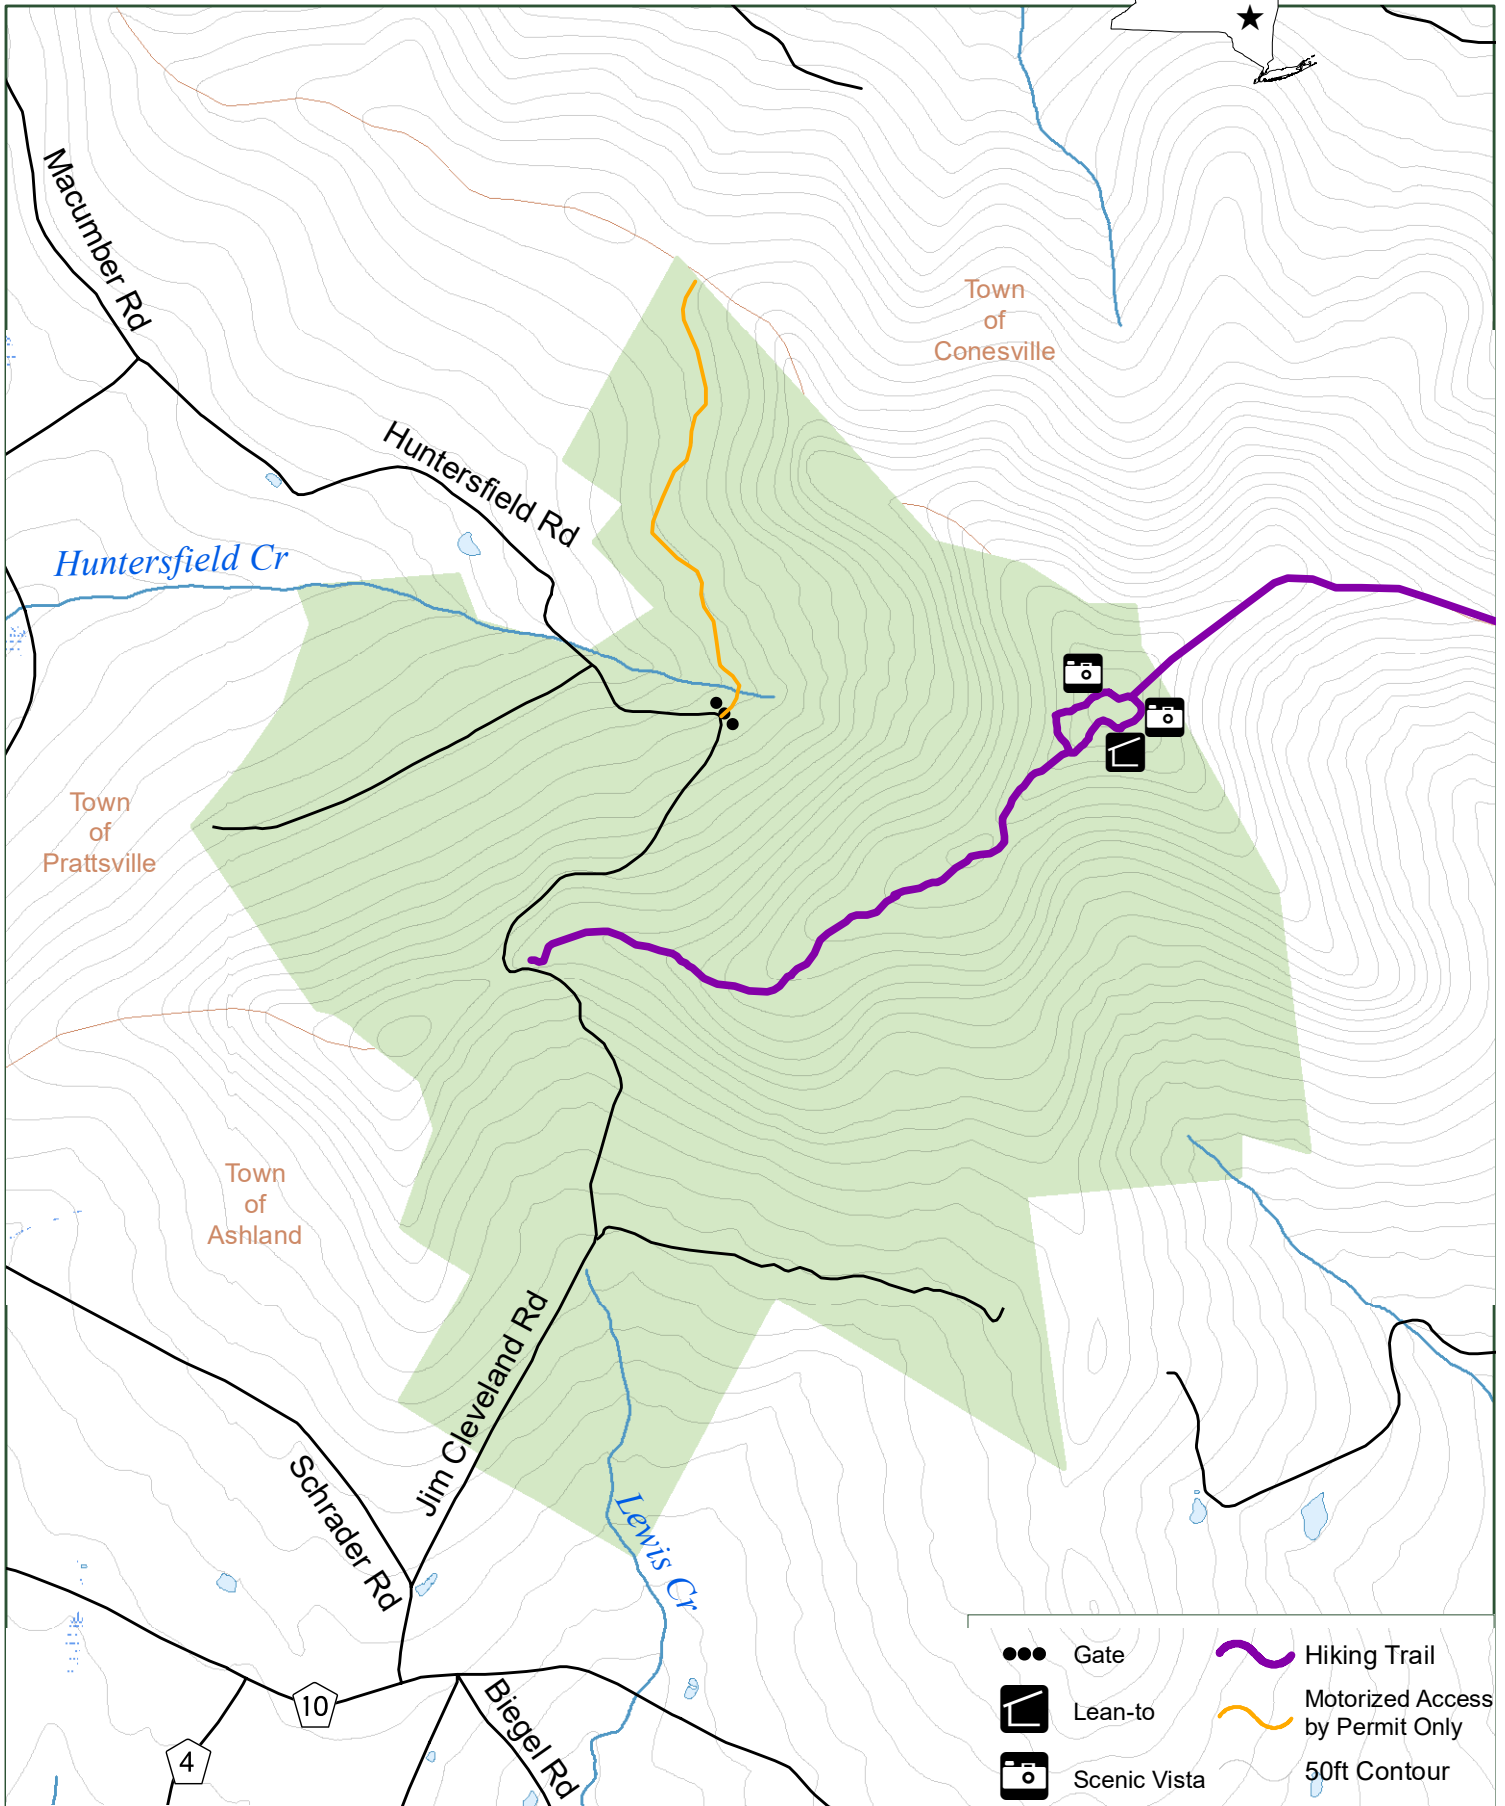 Macumber Rd
Town
of
Conesville
Huntersfield Rd
Huntersfield Cr
Town
of
Prattsville
Town
of
Ashland
Jim Cleveland Rd
Schrader Rd
Lewis Cr
10
4
Biegel Rd
Gate
Hiking Trail
Lean-to
Motorized Access
by Permit Only
Scenic Vista
50ft Contour